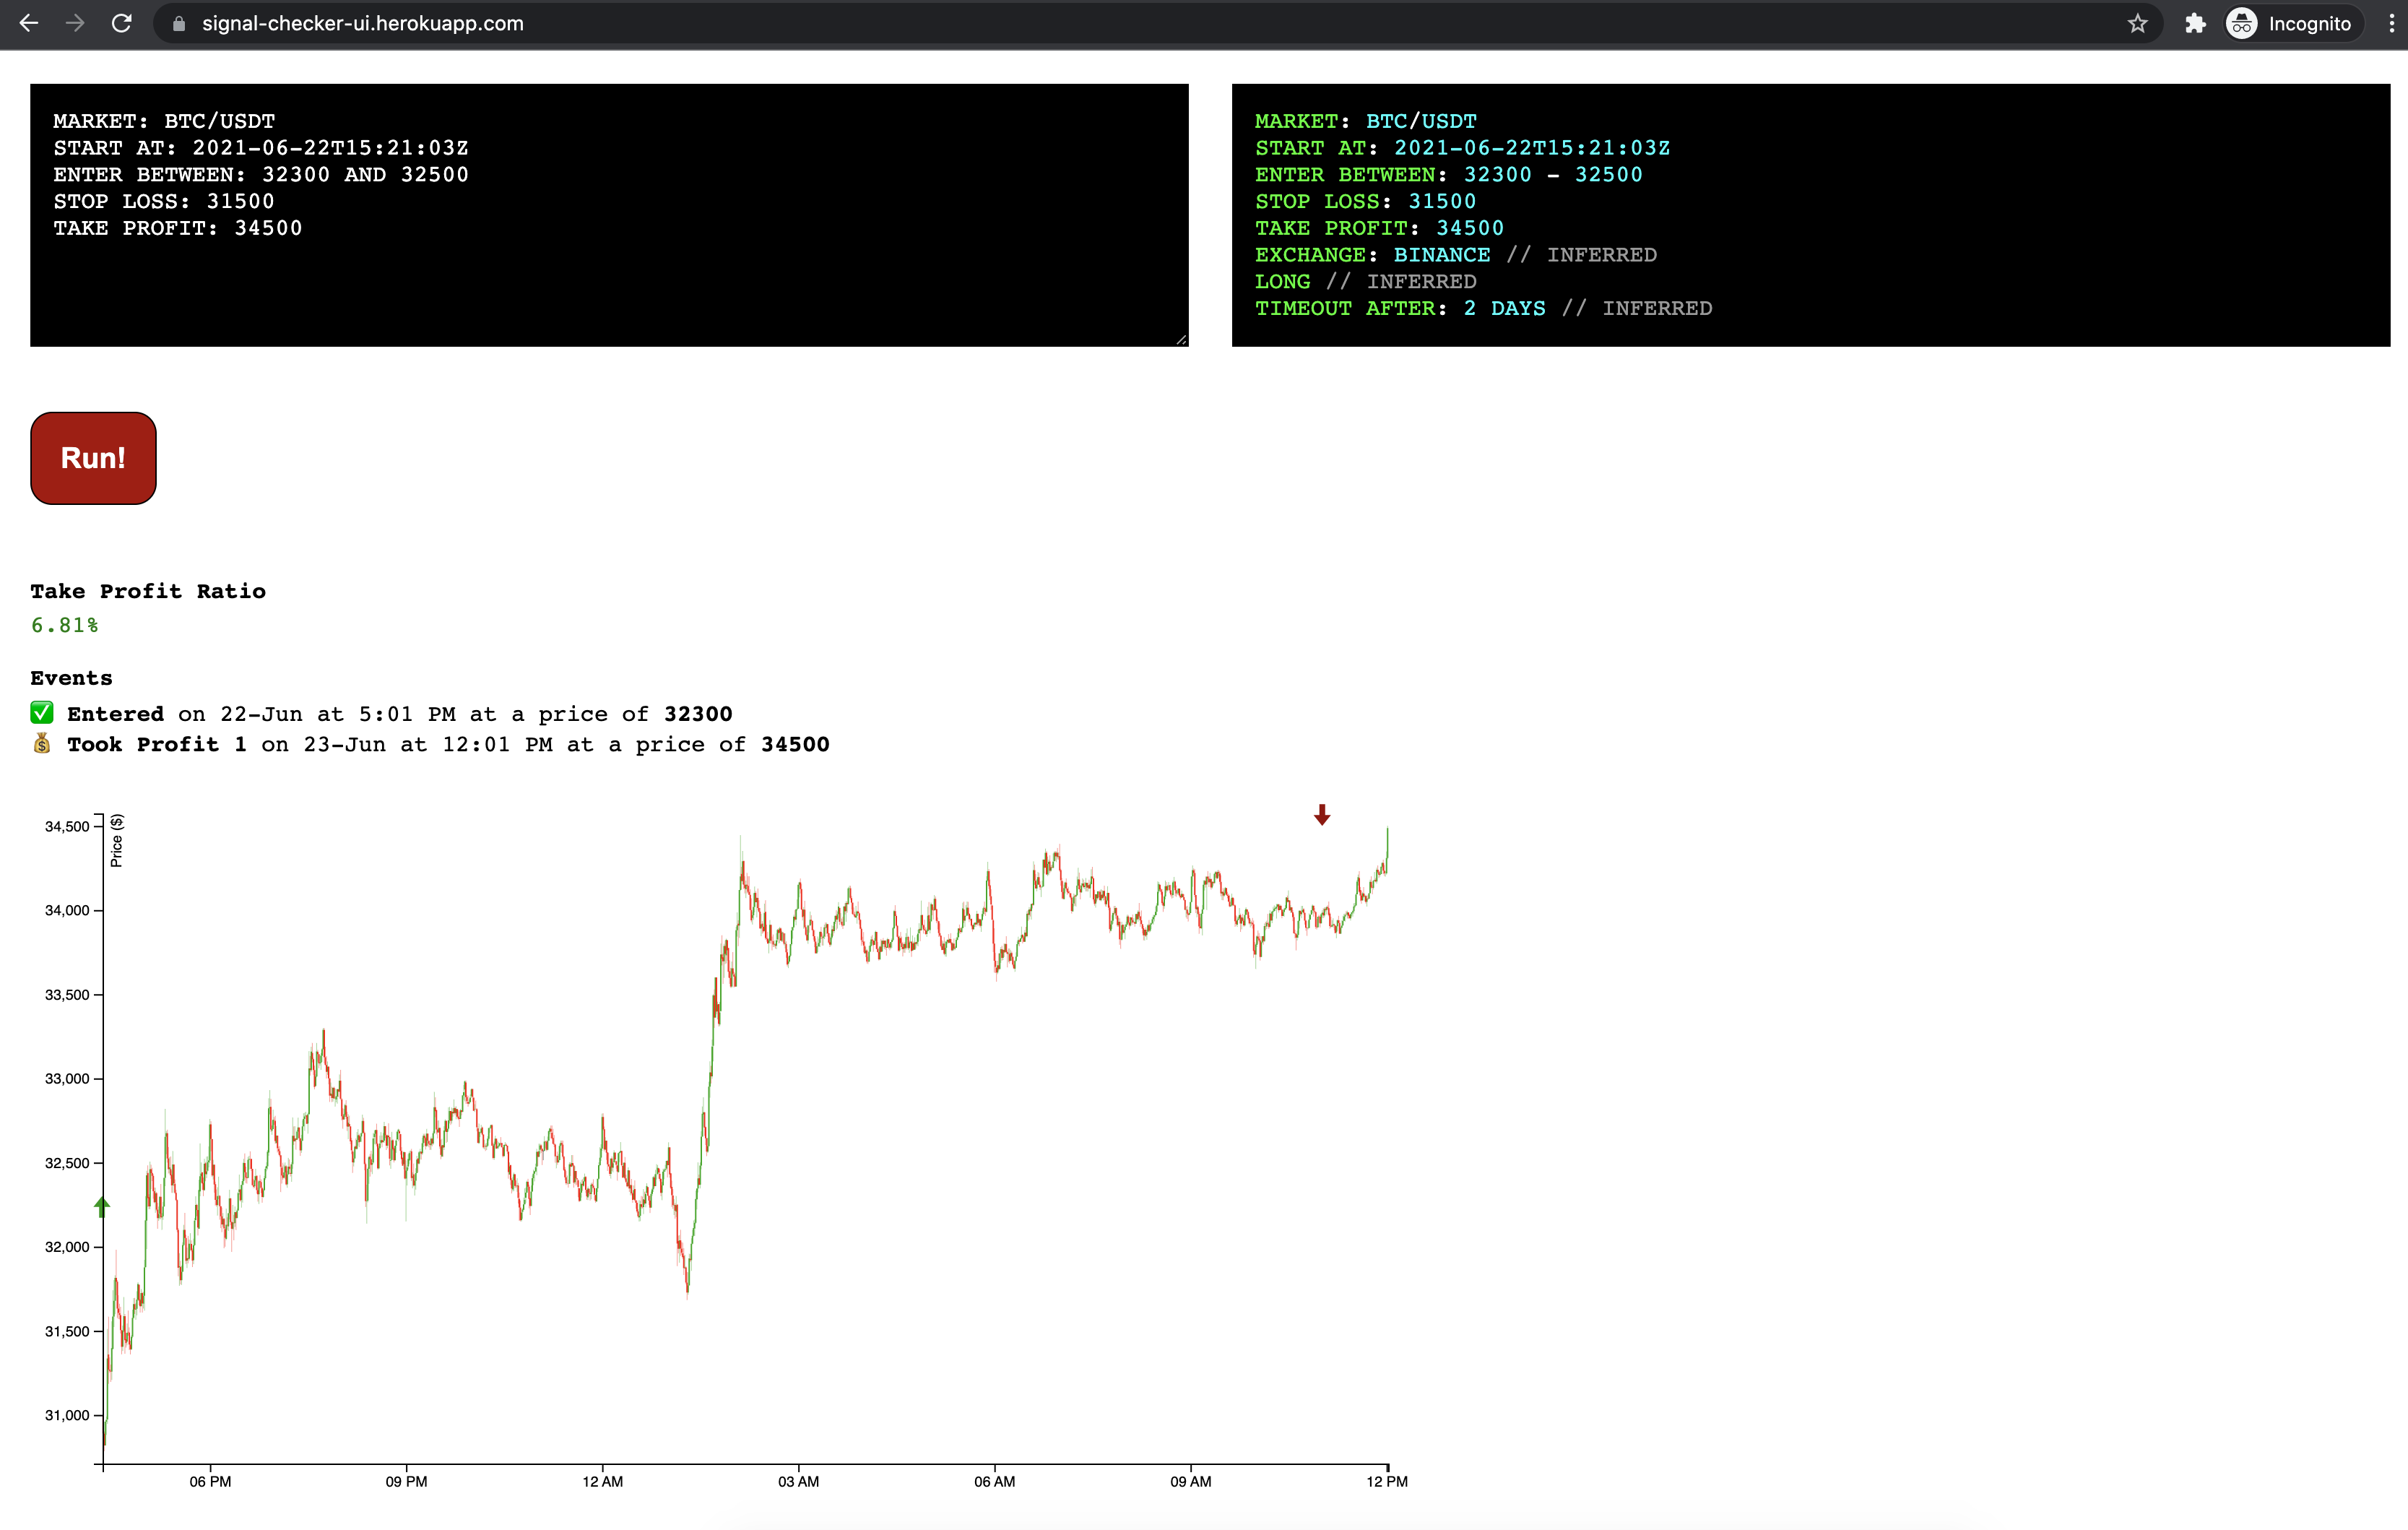 signal-checker-ui.herokuapp.com
Incognito
MARKET: BTC/USDT
START AT: 2021-06-22T15:21:03Z
ENTER BETWEEN: 32300 AND 32500
STOP LOSS: 31500
TAKE PROFIT: 34500
MARKET: BTC/USDT
START AT: 2021-06-22T15:21:03Z
ENTER BETWEEN: 32300 - 32500
STOP LOSS: 31500
TAKE PROFIT: 34500
EXCHANGE: BINANCE // INFERRED
LONG // INFERRED
TIMEOUT AFTER: 2 DAYS // INFERRED
Run!
Take Profit Ratio
6.81%
Events
✅ Entered on 22-Jun at 5:01 PM at a price of 32300
💰 Took Profit 1 on 23-Jun at 12:01 PM at a price of 34500
Price ($)
34,500
34,000
33,500
33,000
32,500
32,000
31,500
31,000
06 PM
09 PM
12 AM
03 AM
06 AM
09 AM
12 PM